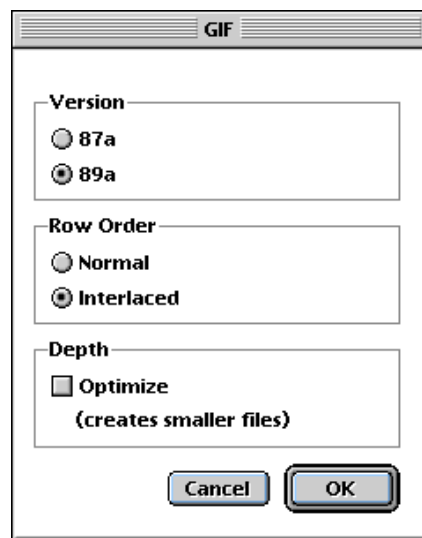 GIF
Version
87a
89a
Row Order
Normal
Interlaced
Depth
Optimize
(creates smaller files)
Cancel OK